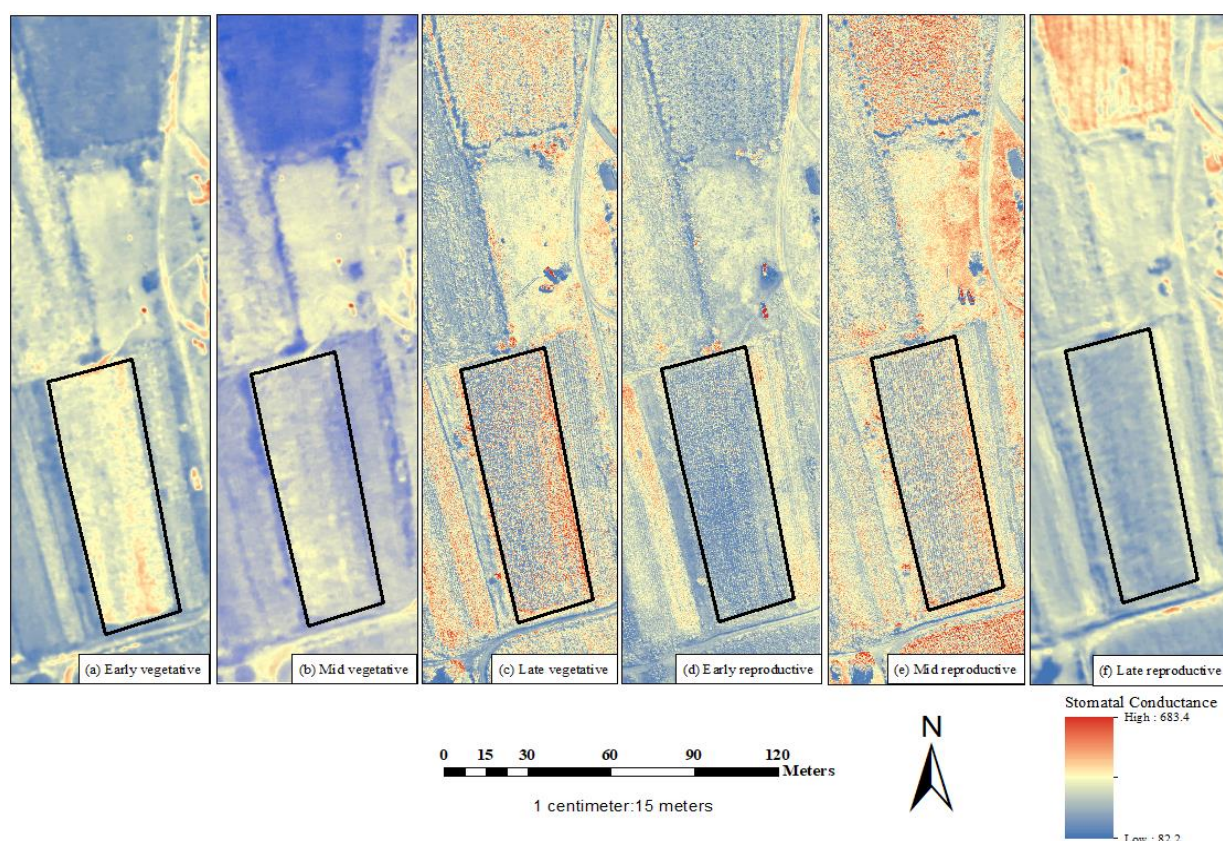 (a) Early vegetative
(b) Mid vegetative
(c) Late vegetative
(d) Early reproductive
(e) Mid reproductive
(f) Late reproductive
Stomatal Conductance
High : 683.4
Low : 82.2
N
0 15 30 60 90 120
Meters
1 centimeter:15 meters